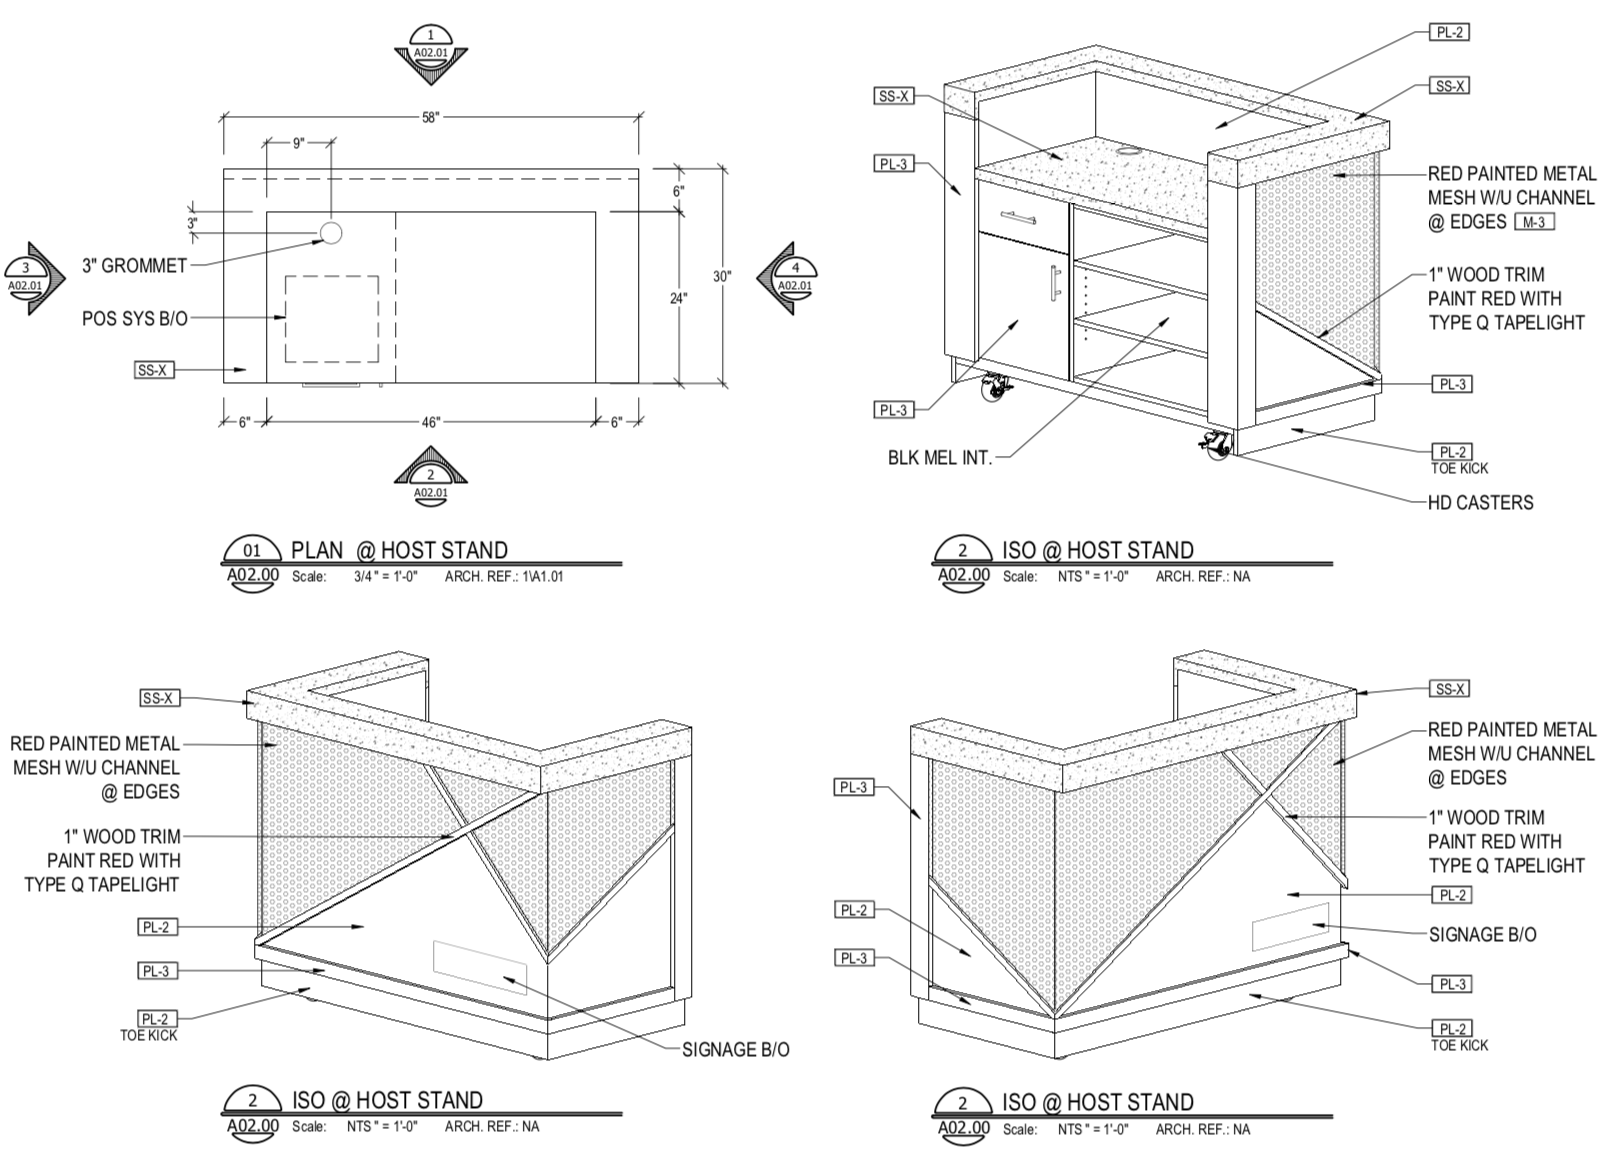 1
A02.01
58"
9"
6"
3"
3
A02.01
3" GROMMET
30"
4
A02.01
24"
POS SYS B/O
SS-X
6"
46"
6"
2
A02.01
01
PLAN @ HOST STAND
A02.00
Scale: 3/4 " = 1'-0" ARCH. REF.: 1\A1.01
PL-2
SS-X
SS-X
PL-3
RED PAINTED METAL
MESH W/U CHANNEL
@ EDGES M-3
1" WOOD TRIM
PAINT RED WITH
TYPE Q TAPELIGHT
PL-3
PL-3
BLK MEL INT.
PL-2
TOE KICK
HD CASTERS
2
ISO @ HOST STAND
A02.00
Scale: NTS " = 1'-0" ARCH. REF.: NA
SS-X
RED PAINTED METAL
MESH W/U CHANNEL
@ EDGES
1" WOOD TRIM
PAINT RED WITH
TYPE Q TAPELIGHT
PL-2
PL-3
PL-2
TOE KICK
SIGNAGE B/O
2
ISO @ HOST STAND
A02.00
Scale: NTS " = 1'-0" ARCH. REF.: NA
SS-X
RED PAINTED METAL
MESH W/U CHANNEL
@ EDGES
PL-3
1" WOOD TRIM
PAINT RED WITH
TYPE Q TAPELIGHT
PL-2
PL-2
SIGNAGE B/O
PL-3
PL-3
PL-2
TOE KICK
2
ISO @ HOST STAND
A02.00
Scale: NTS " = 1'-0" ARCH. REF.: NA